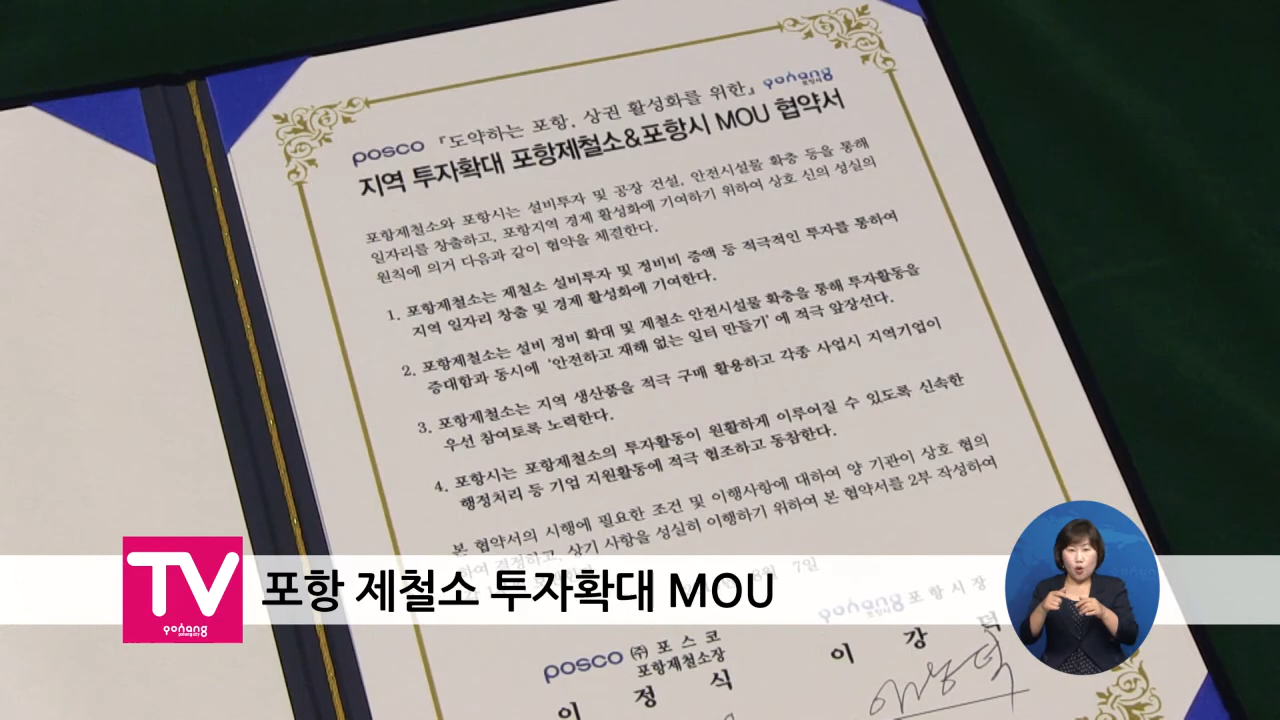 posco 『도약하는 포항, 상권 활성화를 위한』 pohang
포항시
지역 투자확대 포항제철소&포항시 MOU 협약서
포항제철소와 포항시는 설비투자 및 공장 건설, 안전시설물 확충 등을 통해
일자리를 창출하고, 포항지역 경제 활성화에 기여하기 위하여 상호 신의 성실의
원칙에 의거 다음과 같이 협약을 체결한다.
1. 포항제철소는 제철소 설비투자 및 정비비 증액 등 적극적인 투자를 통하여
지역 일자리 창출 및 경제 활성화에 기여한다.
2. 포항제철소는 설비 정비 확대 및 제철소 안전시설물 확충을 통해 투자활동을
증대함과 동시에 '안전하고 재해 없는 일터 만들기'에 적극 앞장선다.
3. 포항제철소는 지역 생산품을 적극 구매 활용하고 각종 사업시 지역기업이
우선 참여토록 노력한다.
4. 포항시는 포항제철소의 투자활동이 원활하게 이루어질 수 있도록 신속한
행정처리 등 기업 지원활동에 적극 협조하고 동참한다.
본 협약서의 시행에 필요한 조건 및 이행사항에 대하여 양 기관이 상호 협의
하여 결정하고, 상기 사항을 성실히 이행하기 위하여 본 협약서를 2부 작성하여
8월 7일
TV
pohang
포항 제철소 투자확대 MOU
posco ㈜포스코
포항제철소장
이 정 식
pohang 포항시장
포항시
이 강 덕